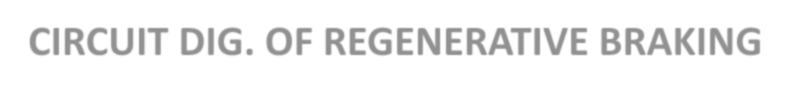 CIRCUIT DIG. OF REGENERATIVE BRAKING